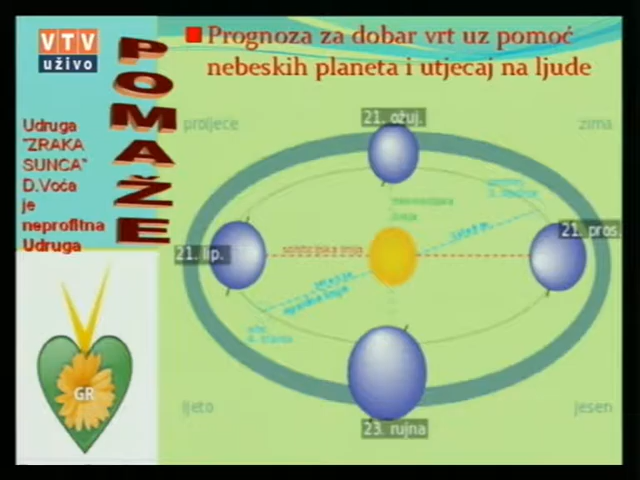 VTV
uživo
POMAŽE
Prognoza za dobar vrt uz pomoć
nebeskih planeta i utjecaj na ljude
Udruga
"ZRAKA
SUNCA"
D.Voća
je
neprofitna
Udruga
GR
proljeće
21. ožuj.
zima
21. lip.
21. pros.
ljeto
23. rujna
jesen